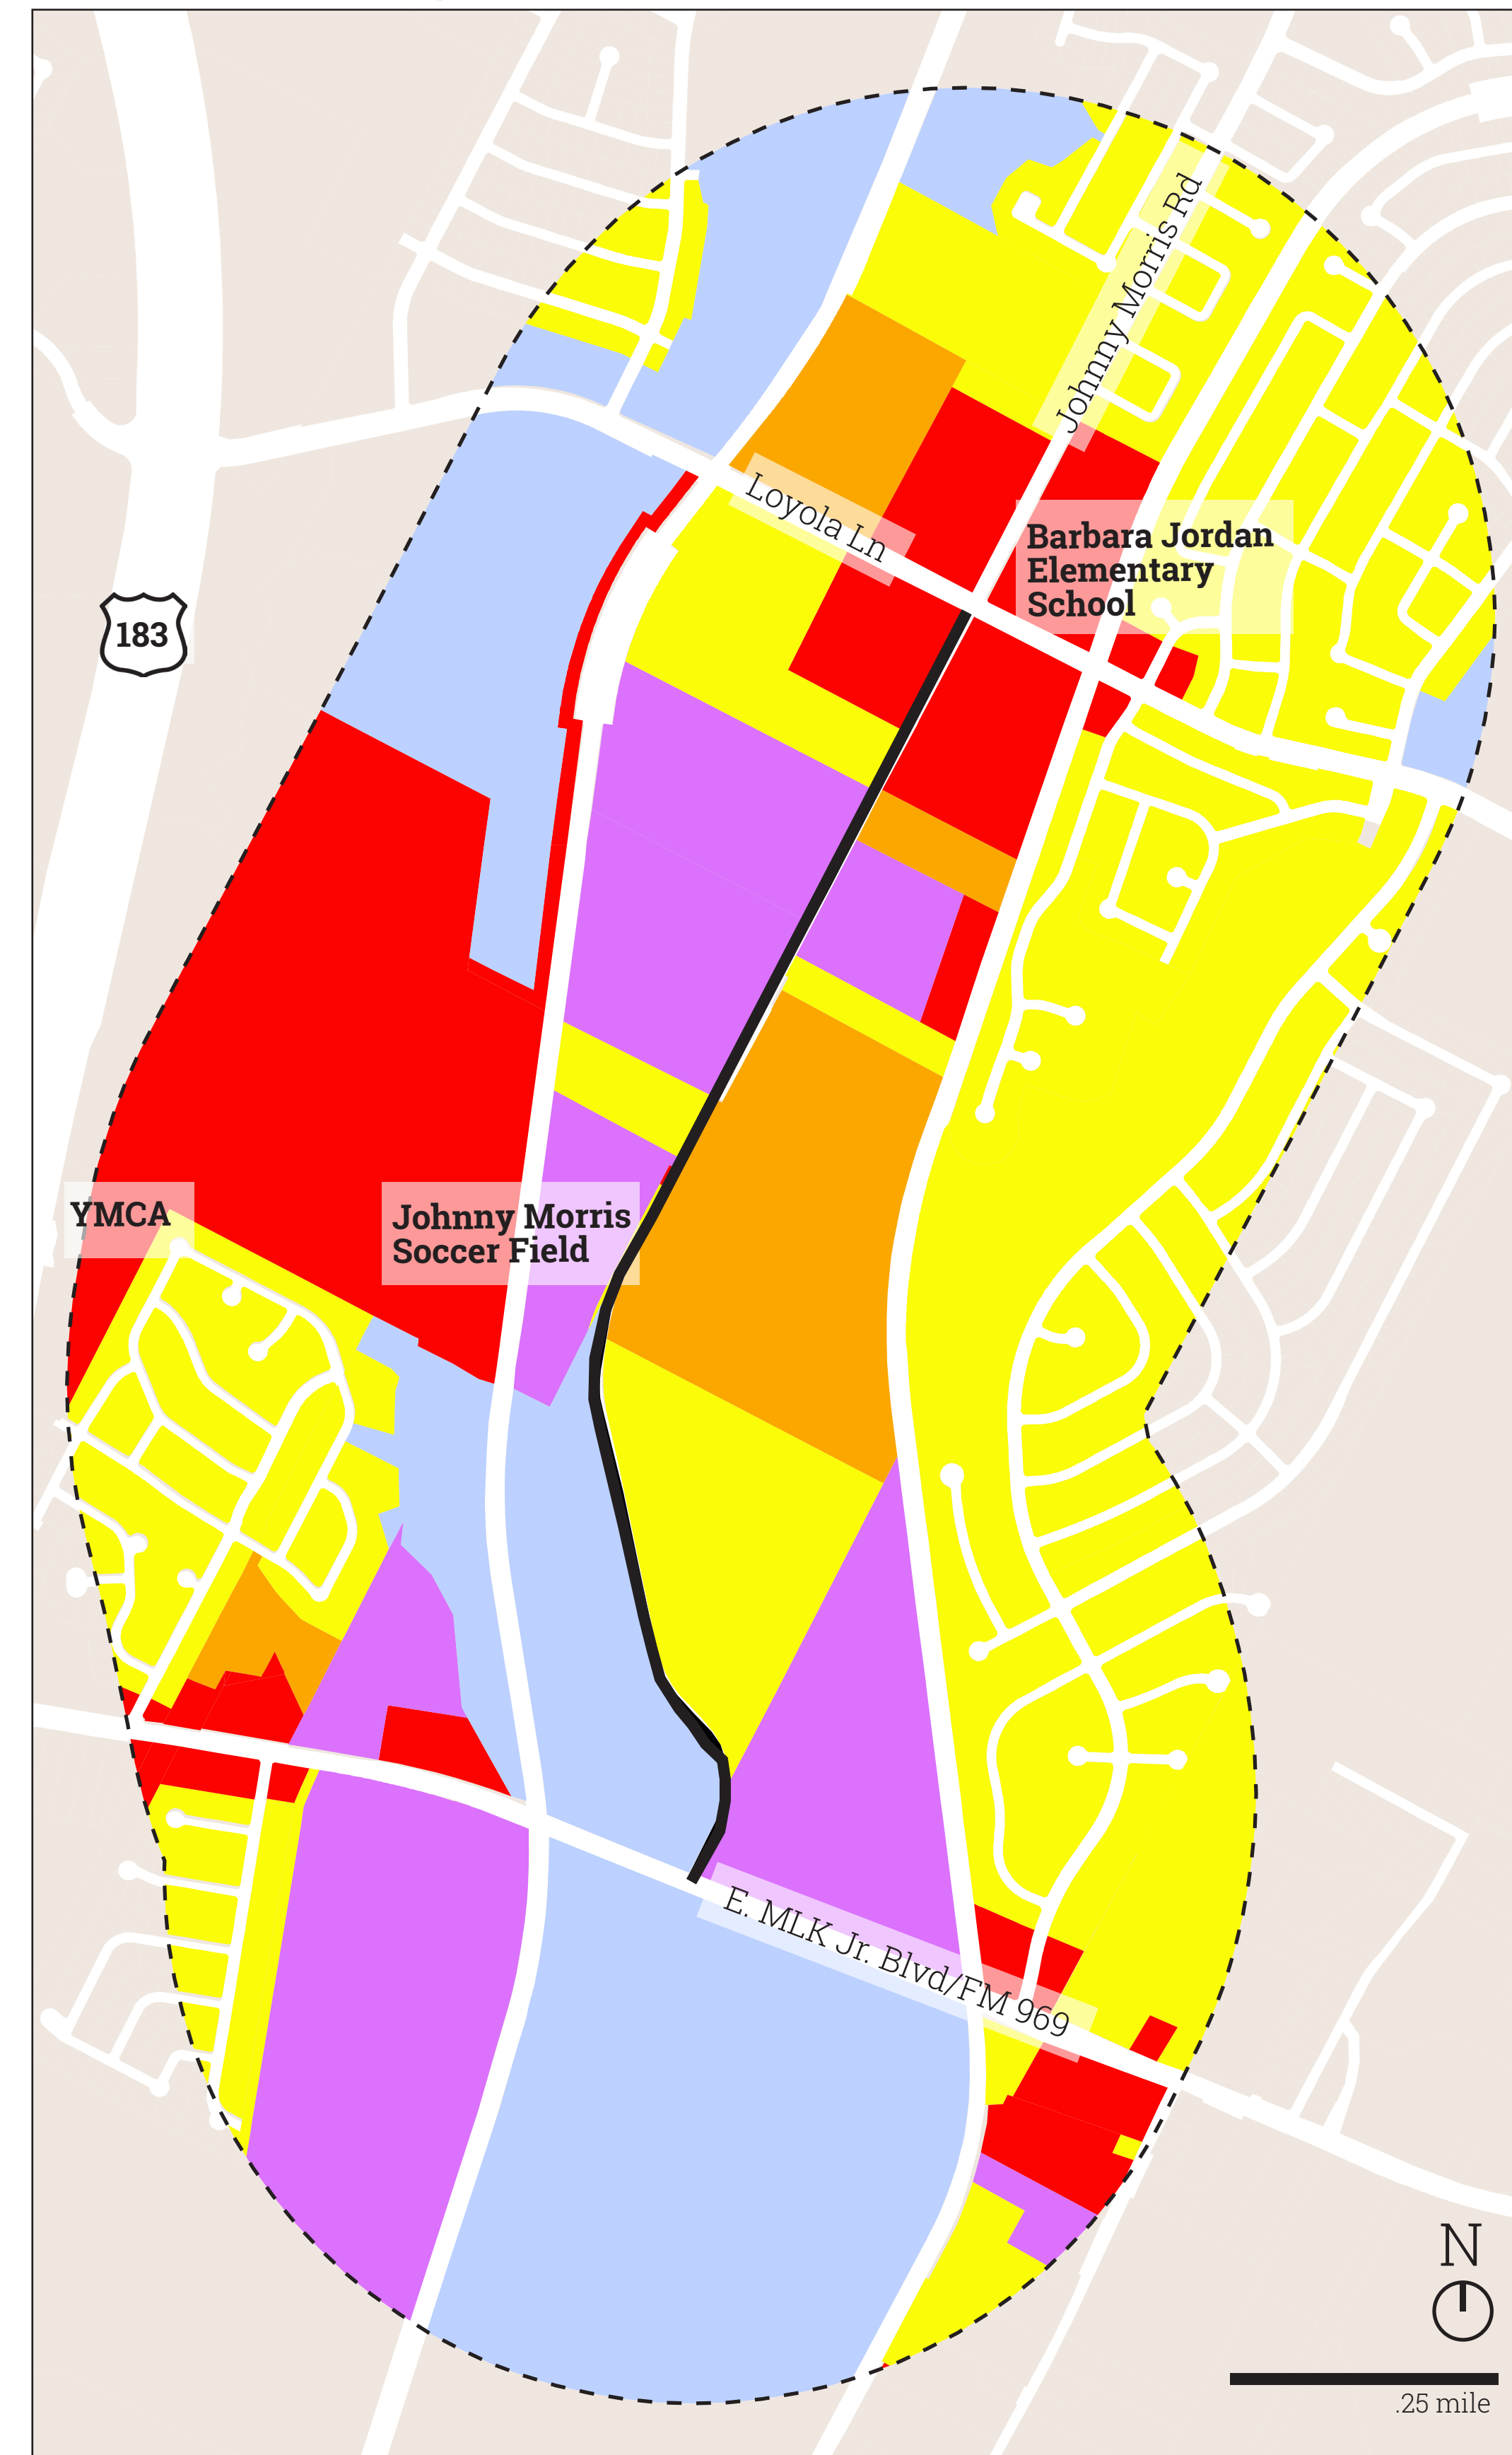 Johnny Morris Rd
Loyola Ln
Barbara Jordan
Elementary
School
183
YMCA
Johnny Morris
Soccer Field
E. MLK Jr. Blvd/FM 969
N
.25 mile